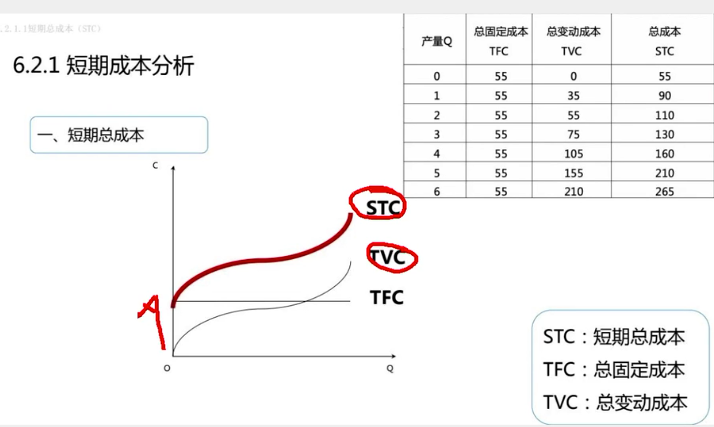 .2.1.1短期总成本（STC）
6.2.1 短期成本分析
一、短期总成本
产量Q 总固定成本 TFC 总变动成本 TVC 总成本 STC
0 55 0 55
1 55 35 90
2 55 55 110
3 55 75 130
4 55 105 160
5 55 155 210
6 55 210 265
C
STC
TVC
TFC
A
O
Q
STC：短期总成本
TFC：总固定成本
TVC：总变动成本